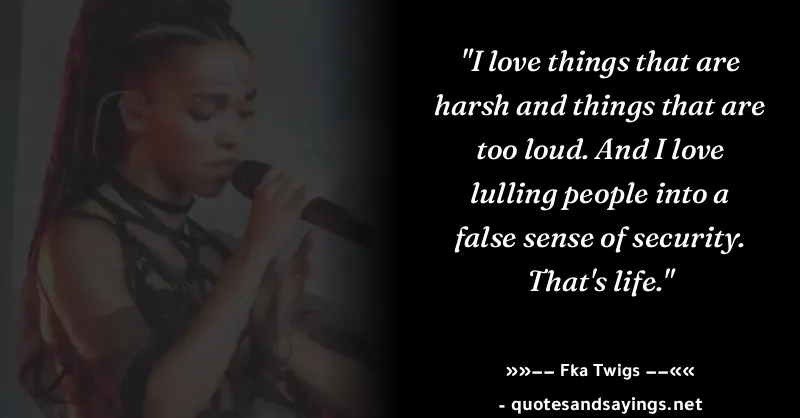 "I love things that are
harsh and things that are
too loud. And I love
lulling people into a
false sense of security.
That's life."
»»−− Fka Twigs −−««
- quotesandsayings.net